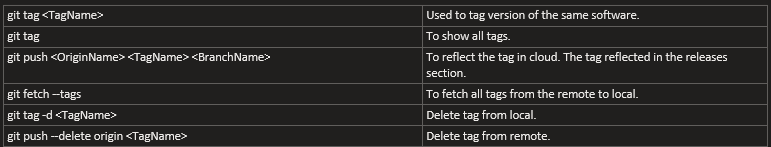 git tag <TagName> Used to tag version of the same software.
git tag To show all tags.
git push <OriginName> <TagName> <BranchName> To reflect the tag in cloud. The tag reflected in the releases
section.
git fetch --tags To fetch all tags from the remote to local.
git tag -d <TagName> Delete tag from local.
git push --delete origin <TagName> Delete tag from remote.